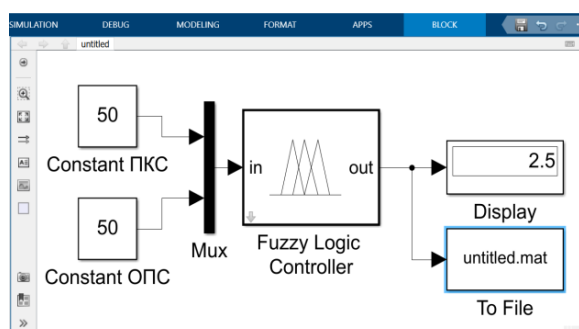 SIMULATION DEBUG MODELING FORMAT APPS BLOCK
untitled
50
Constant ПКС
50
Constant ОПС
Mux
in
out
Fuzzy Logic
Controller
2.5
Display
untitled.mat
To File